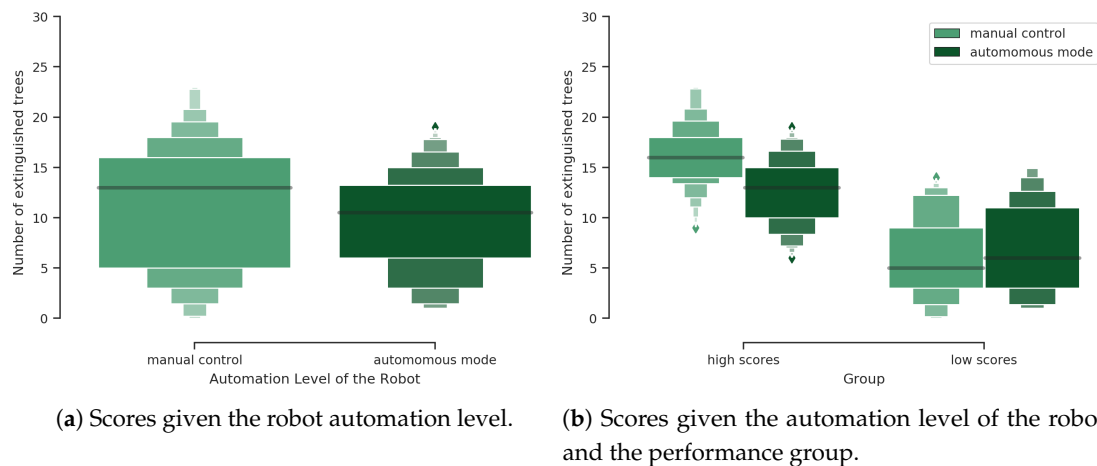 30
25
20
15
10
5
0
Number of extinguished trees
manual control
automomous mode
Automation Level of the Robot
(a) Scores given the robot automation level.
30
25
20
15
10
5
0
Number of extinguished trees
manual control
automomous mode
high scores
low scores
Group
(b) Scores given the automation level of the robo
and the performance group.